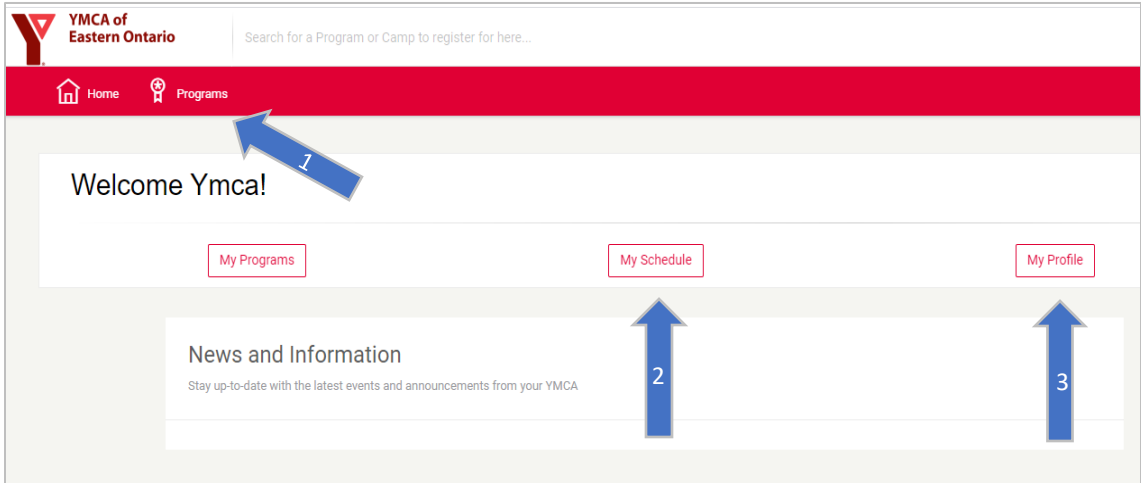 YMCA of
Eastern Ontario
Search for a Program or Camp to register for here...
Home Programs
1
Welcome Ymca!
My Programs My Schedule My Profile
News and Information
Stay up-to-date with the latest events and announcements from your YMCA
2 3